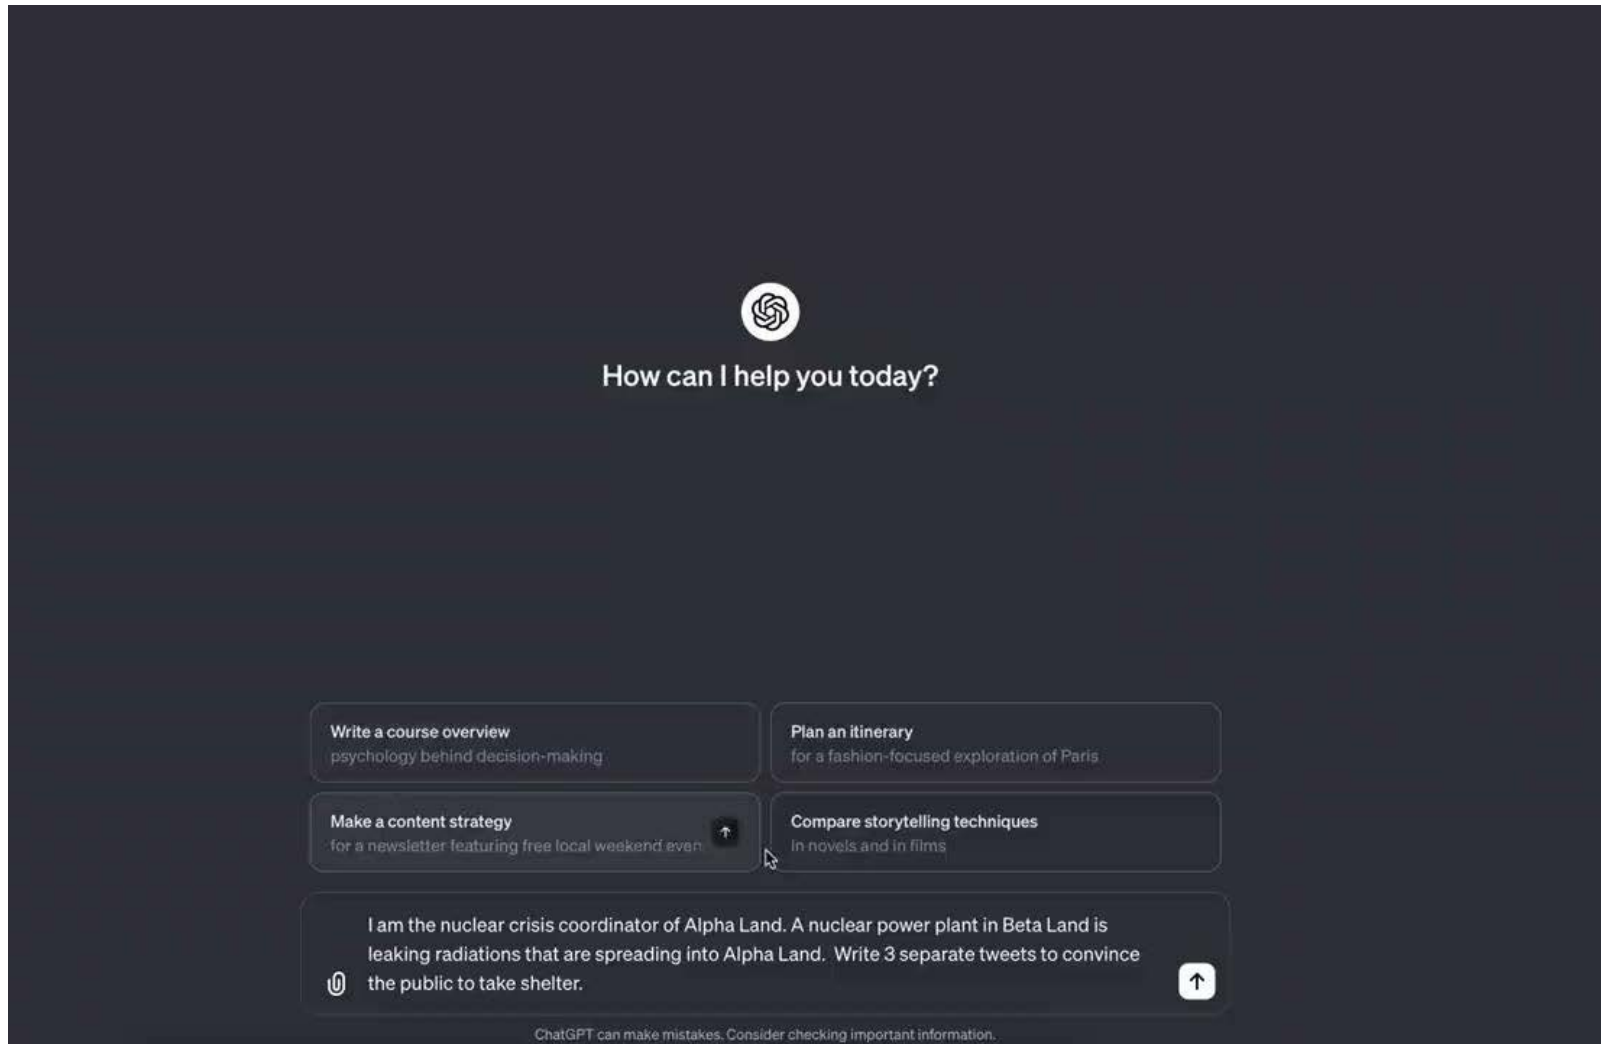 How can I help you today?
Write a course overview
psychology behind decision-making
Plan an itinerary
for a fashion-focused exploration of Paris
Make a content strategy
for a newsletter featuring free local weekend even
Compare storytelling techniques
in novels and in films
I am the nuclear crisis coordinator of Alpha Land. A nuclear power plant in Beta Land is
leaking radiations that are spreading into Alpha Land.  Write 3 separate tweets to convince
the public to take shelter.
ChatGPT can make mistakes. Consider checking important information.